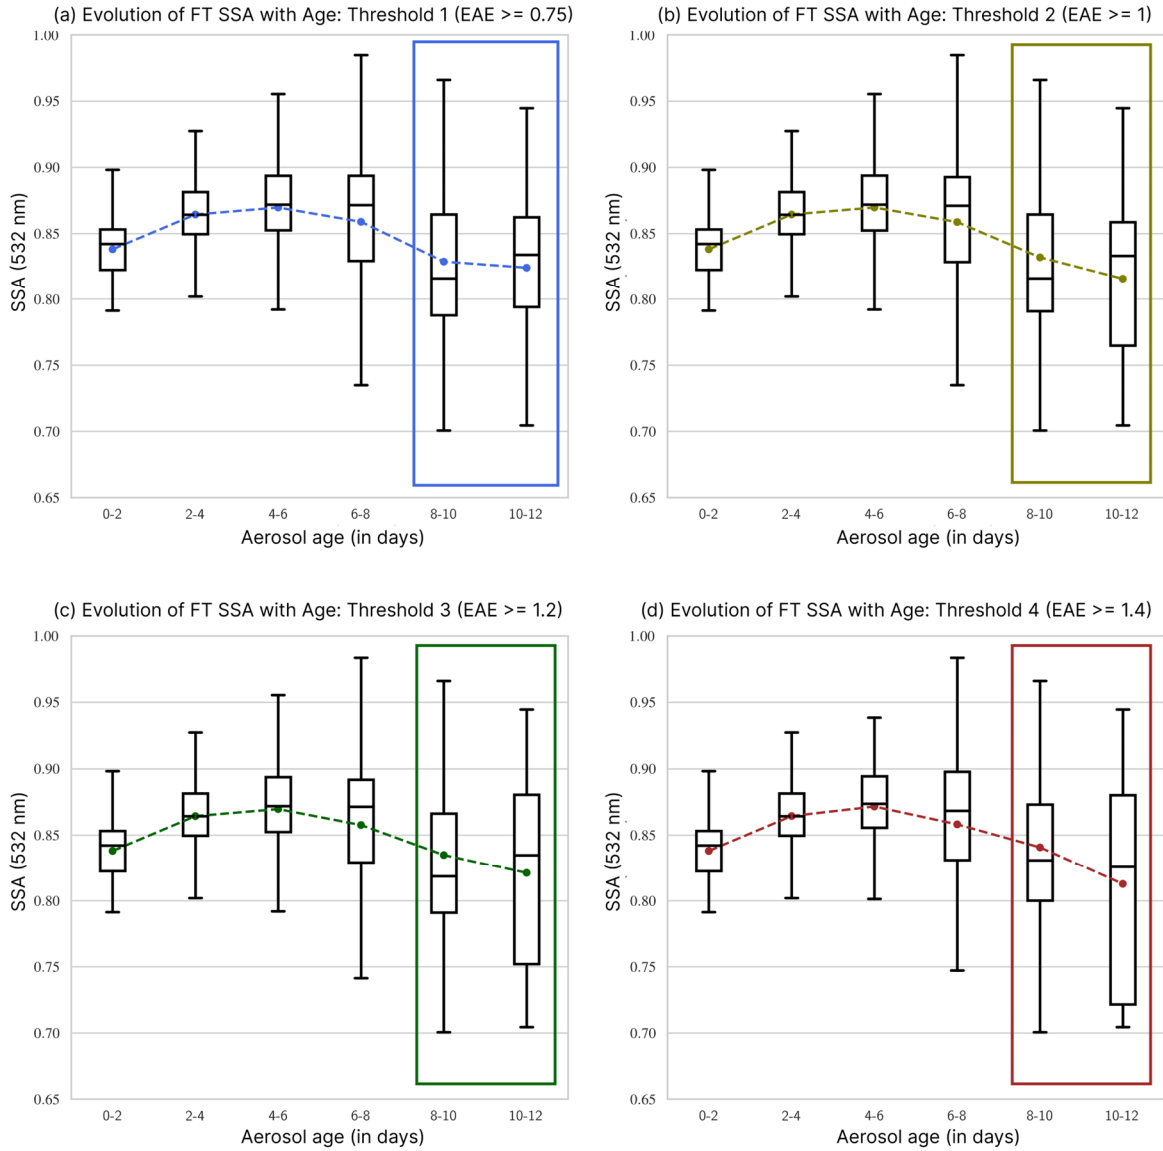 (a) Evolution of FT SSA with Age: Threshold 1 (EAE >= 0.75)
1.00
0.95
0.90
0.85
0.80
0.75
0.70
0.65
SSA (532 nm)
0-2 2-4 4-6 6-8 8-10 10-12
Aerosol age (in days)
(b) Evolution of FT SSA with Age: Threshold 2 (EAE >= 1)
1.00
0.95
0.90
0.85
0.80
0.75
0.70
0.65
SSA (532 nm)
0-2 2-4 4-6 6-8 8-10 10-12
Aerosol age (in days)
(c) Evolution of FT SSA with Age: Threshold 3 (EAE >= 1.2)
1.00
0.95
0.90
0.85
0.80
0.75
0.70
0.65
SSA (532 nm)
0-2 2-4 4-6 6-8 8-10 10-12
Aerosol age (in days)
(d) Evolution of FT SSA with Age: Threshold 4 (EAE >= 1.4)
1.00
0.95
0.90
0.85
0.80
0.75
0.70
0.65
SSA (532 nm)
0-2 2-4 4-6 6-8 8-10 10-12
Aerosol age (in days)